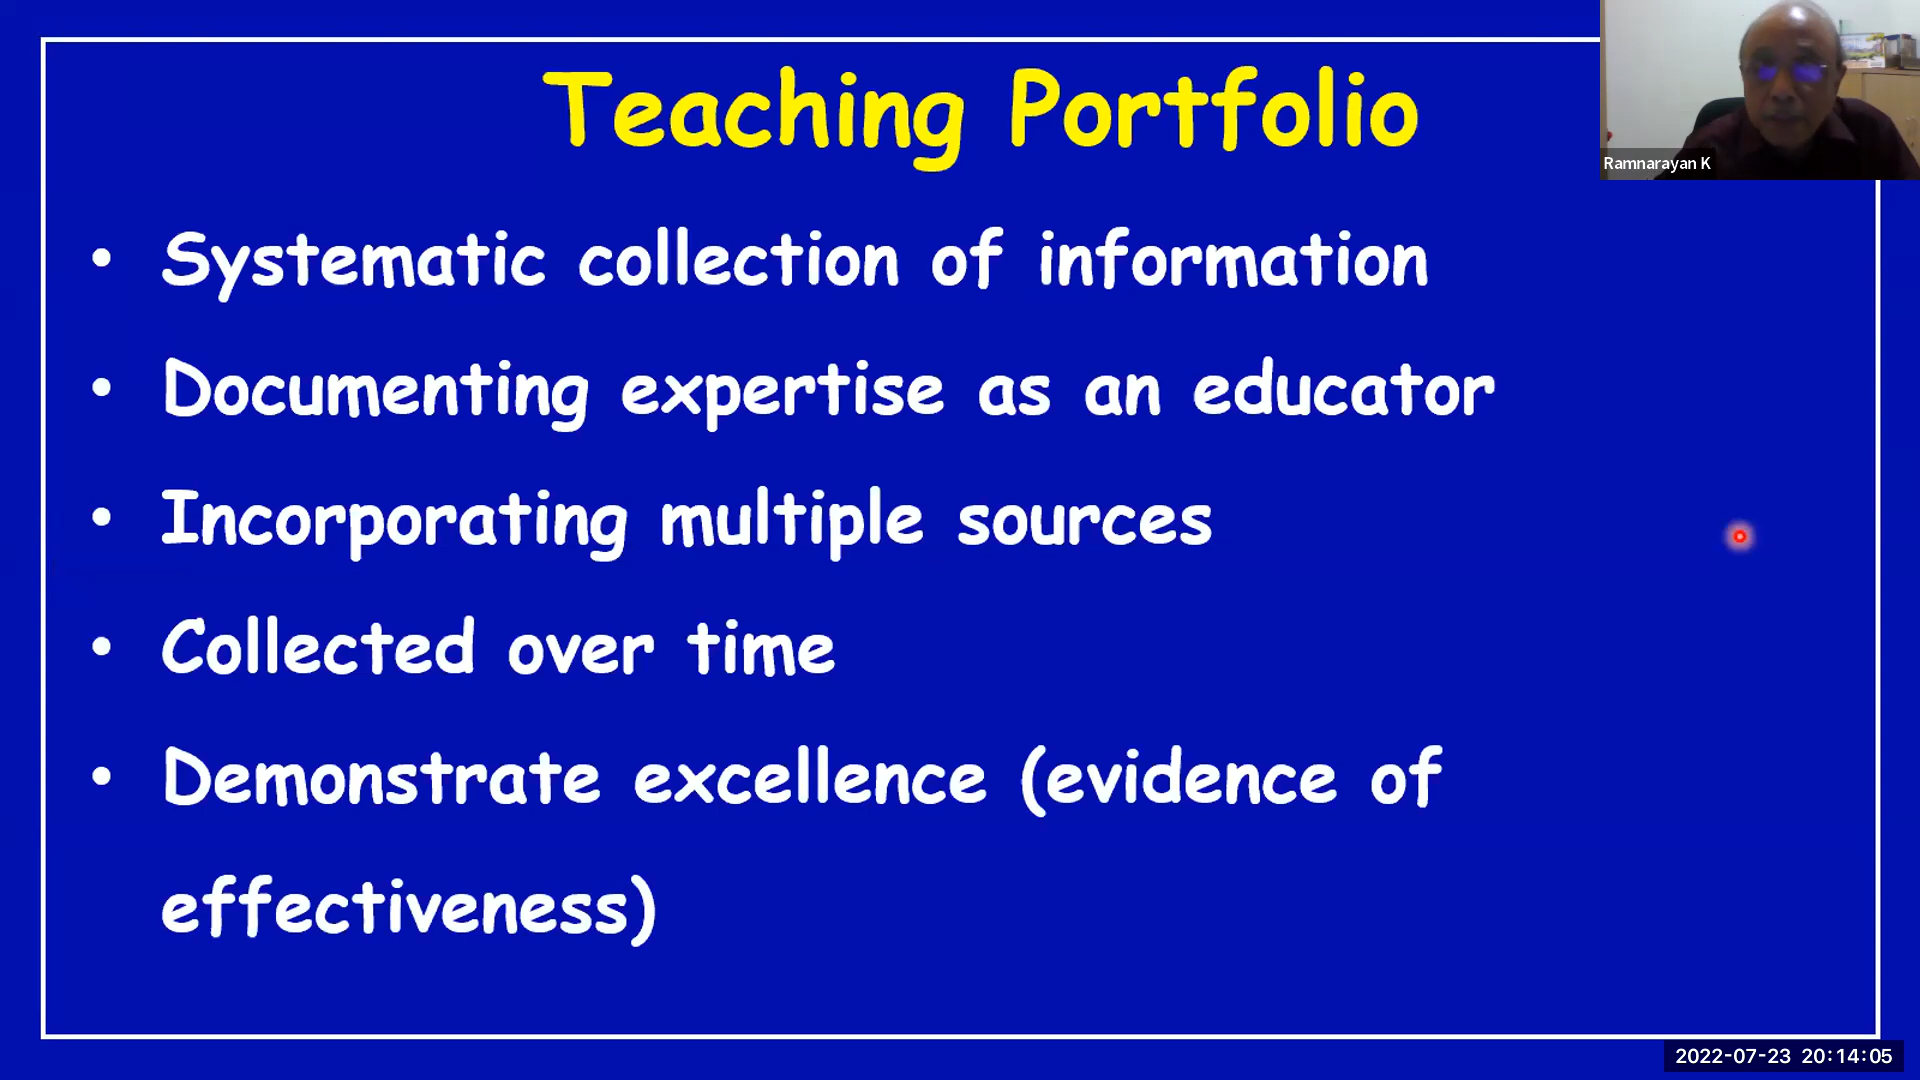 Teaching Portfolio
Ramnarayan K
• Systematic collection of information
• Documenting expertise as an educator
• Incorporating multiple sources
• Collected over time
• Demonstrate excellence (evidence of
effectiveness)
2022-07-23 20:14:05